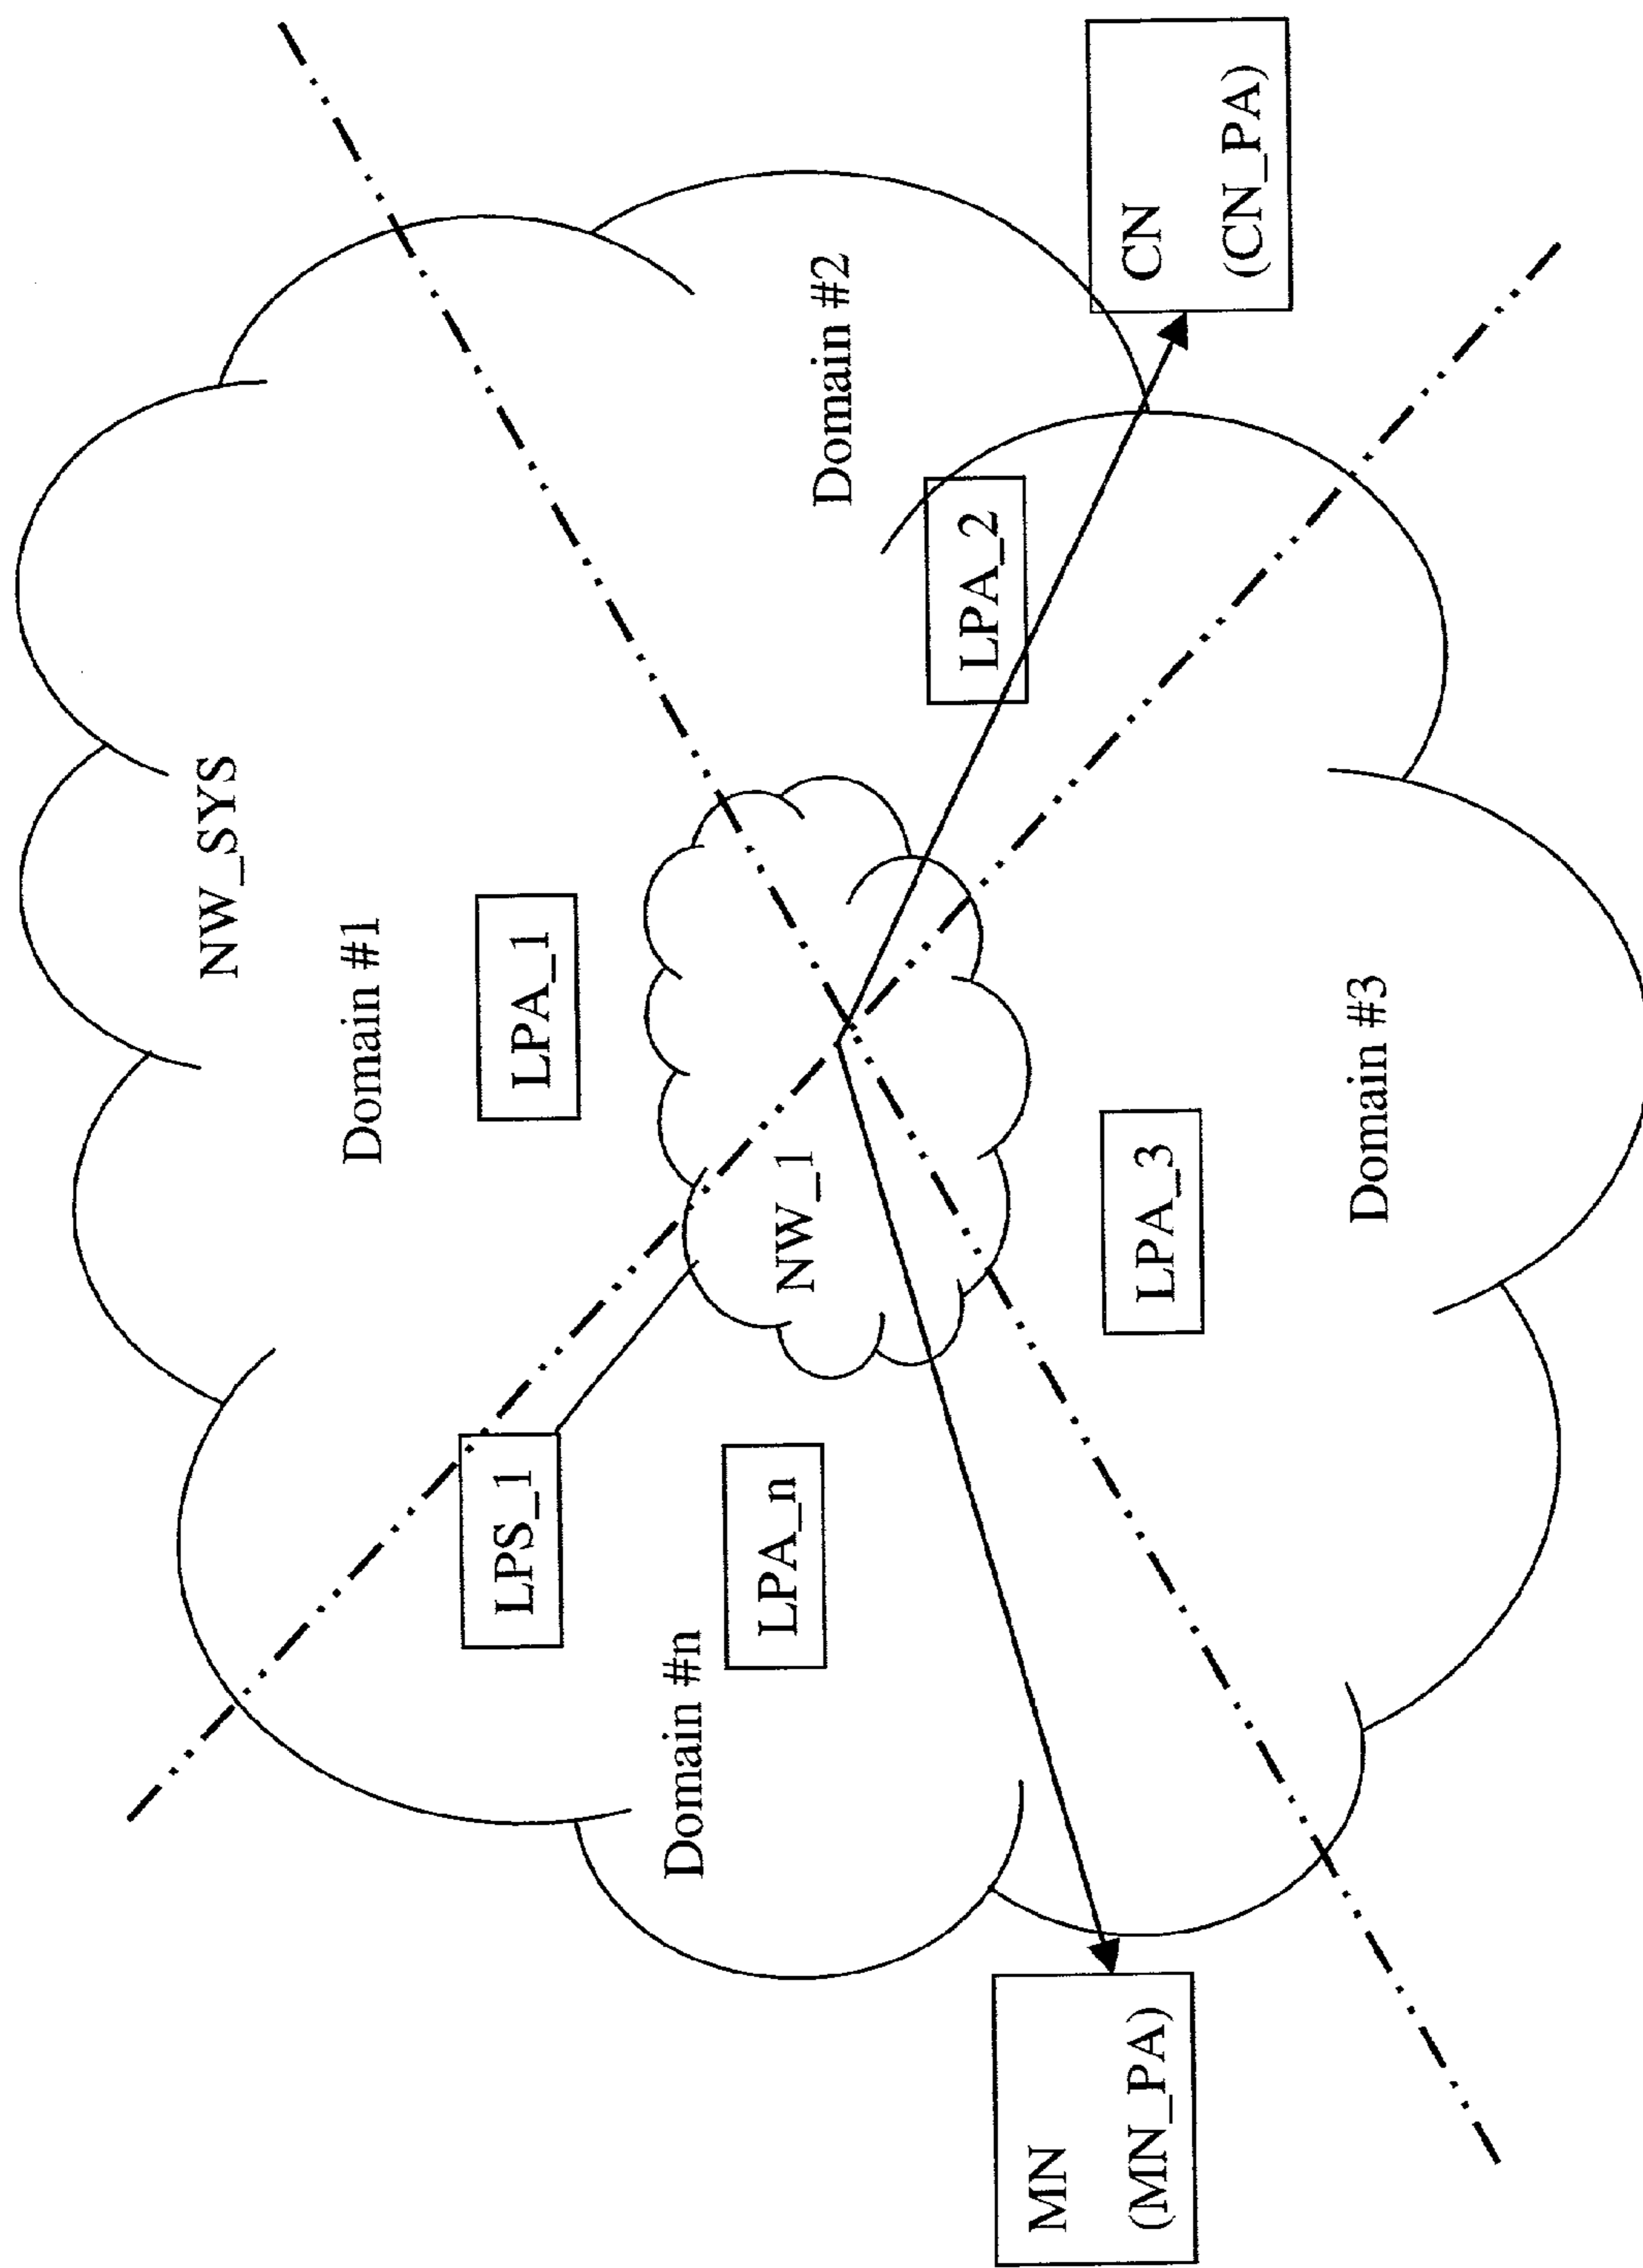 NW_SYS
Domain #1
LPA_1
LPS_1
Domain #n
LPA_n
NW_1
Domain #2
LPA_2
MN
(MN_PA)
CN
(CN_PA)
LPA_3
Domain #3